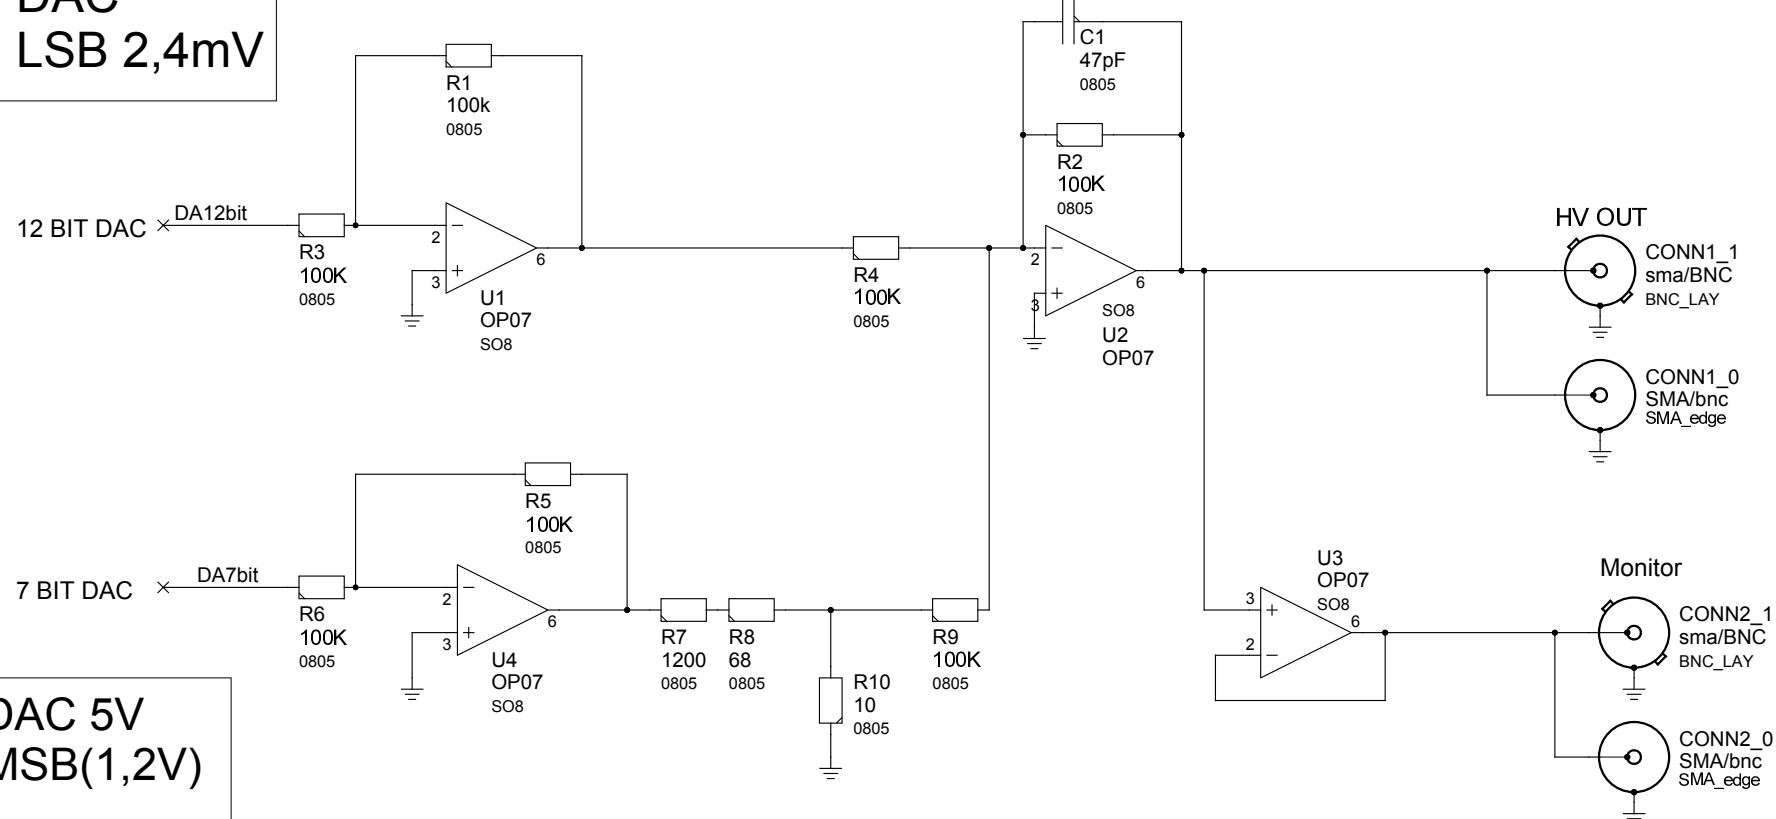 DAC
LSB 2,4mV
R1
100k
0805
12 BIT DAC
DA12bit
R3
100K
0805
2
3
6
U1
OP07
SO8
R4
100K
0805
C1
47pF
0805
R2
100K
0805
2
3
6
SO8
U2
OP07
HV OUT
CONN1_1
sma/BNC
BNC_LAY
CONN1_0
SMA/bnc
SMA_edge
7 BIT DAC
DA7bit
R6
100K
0805
R5
100K
0805
2
3
6
U4
OP07
SO8
R7
1200
0805
R8
68
0805
R10
10
0805
R9
100K
0805
U3
OP07
SO8
3
2
6
Monitor
CONN2_1
sma/BNC
BNC_LAY
CONN2_0
SMA/bnc
SMA_edge
DAC 5V
MSB(1,2V)